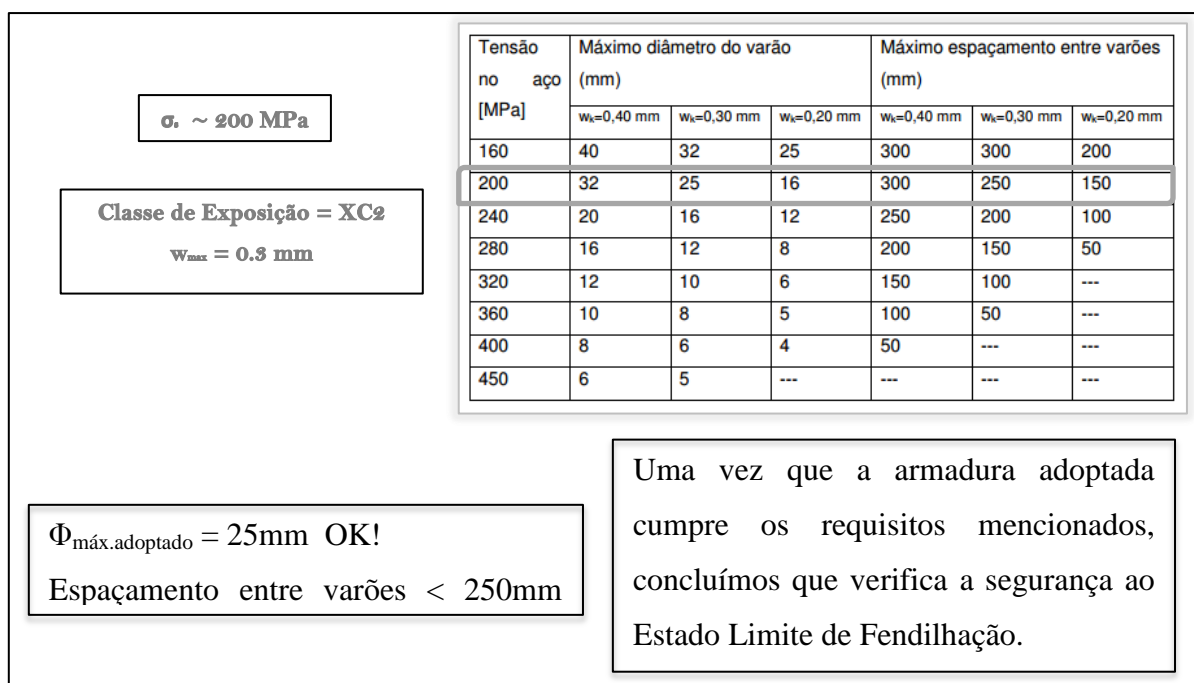 σs ~ 200 MPa
Classe de Exposição = XC2
wmax = 0.3 mm
Tensão no aço [MPa] Máximo diâmetro do varão (mm) Máximo espaçamento entre varões (mm)
wk=0,40 mm wk=0,30 mm wk=0,20 mm wk=0,40 mm wk=0,30 mm wk=0,20 mm
160 40 32 25 300 300 200
200 32 25 16 300 250 150
240 20 16 12 250 200 100
280 16 12 8 200 150 50
320 12 10 6 150 100 ---
360 10 8 5 100 50 ---
400 8 6 4 50 --- ---
450 6 5 --- --- --- ---
Φmáx.adoptado = 25mm OK!
Espaçamento entre varões < 250mm
Uma vez que a armadura adoptada
cumpre os requisitos mencionados,
concluímos que verifica a segurança ao
Estado Limite de Fendilhação.